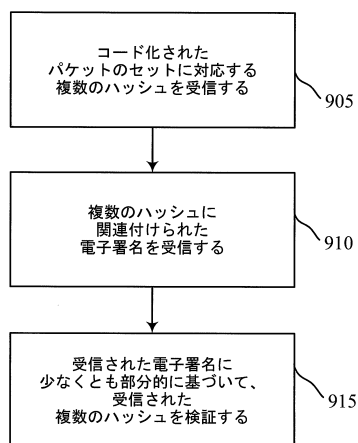 コード化された
パケットのセットに対応する
複数のハッシュを受信する
905
複数のハッシュに
関連付けられた
電子署名を受信する
910
受信された電子署名に
少なくとも部分的に基づいて、
受信された
複数のハッシュを検証する
915